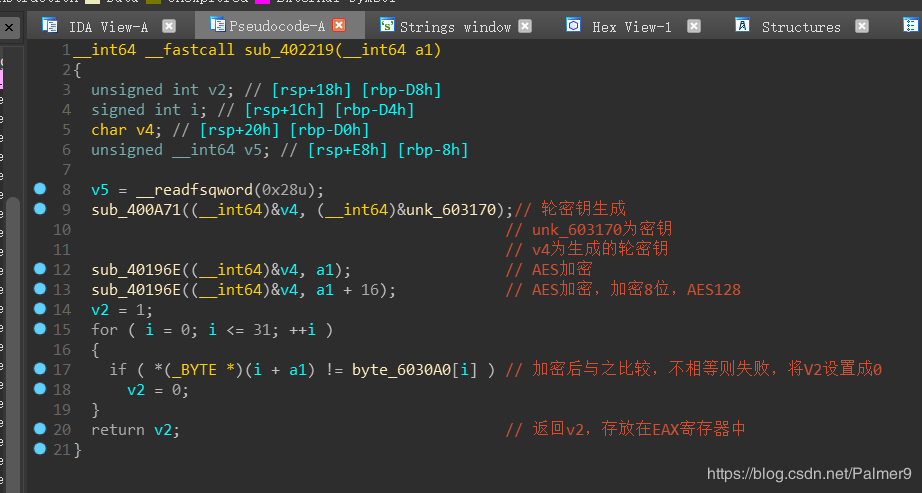 IDA View-A Pseudocode-A Strings window Hex View-1 Structures
1 __int64 __fastcall sub_402219(__int64 a1)
2 {
3 unsigned int v2; // [rsp+18h] [rbp-D8h]
4 signed int i; // [rsp+1Ch] [rbp-D4h]
5 char v4; // [rsp+20h] [rbp-D0h]
6 unsigned __int64 v5; // [rsp+E8h] [rbp-8h]
7
8 v5 = __readfsqword(0x28u);
9 sub_400A71((__int64)&v4, (__int64)&unk_603170);// 轮密钥生成
10 // unk_603170为密钥
11 // v4为生成的轮密钥
12 sub_40196E((__int64)&v4, a1); // AES加密
13 sub_40196E((__int64)&v4, a1 + 16); // AES加密，加密8位，AES128
14 v2 = 1;
15 for ( i = 0; i <= 31; ++i )
16 {
17 if ( *(_BYTE *)(i + a1) != byte_6030A0[i] ) // 加密后与之比较，不相等则失败，将V2设置成0
18 v2 = 0;
19 }
20 return v2; // 返回v2，存放在EAX寄存器中
21 }
https://blog.csdn.net/Palmer9